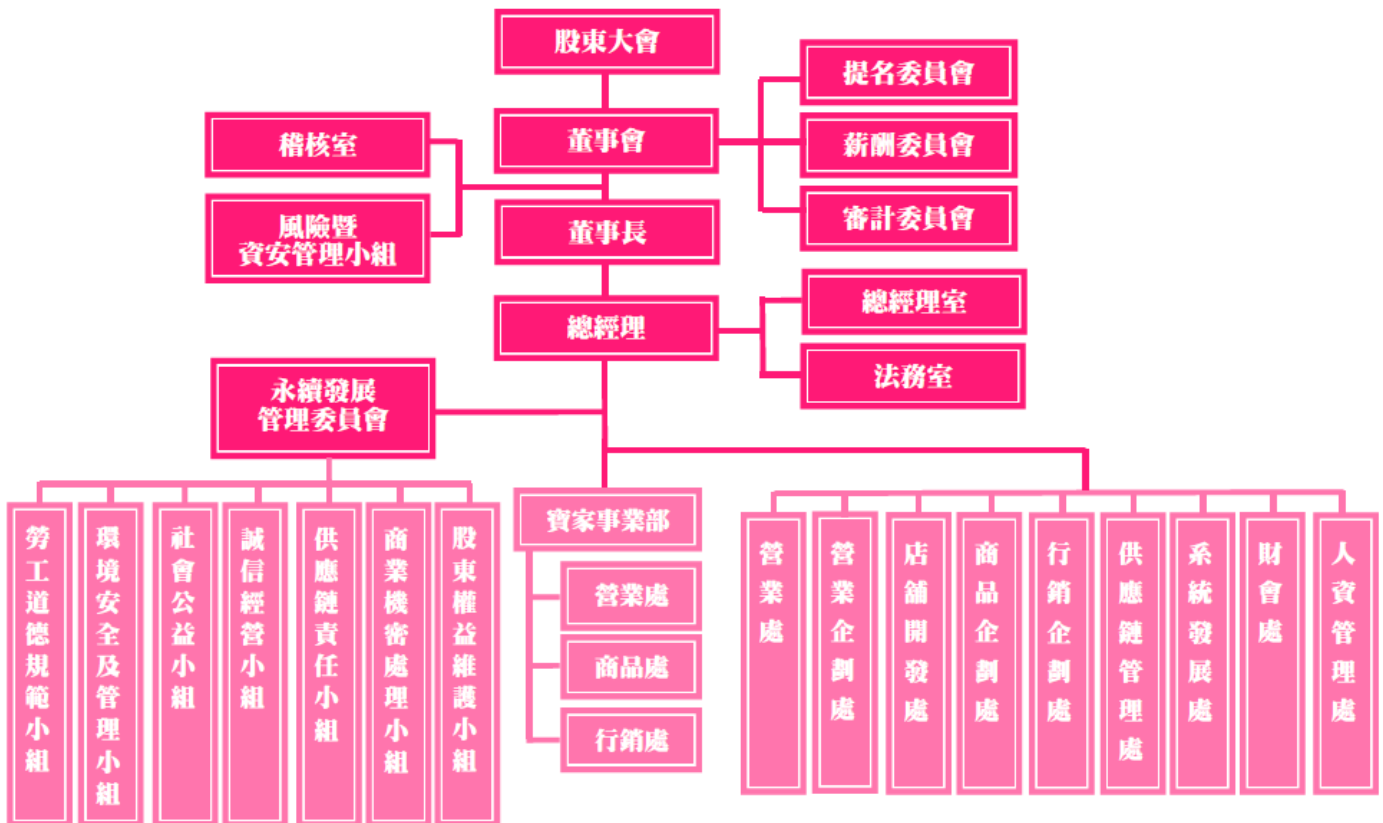 股東大會
提名委員會
稽核室
董事會
薪酬委員會
風險暨
資安管理小組
董事長
審計委員會
總經理
總經理室
法務室
永續發展
管理委員會
勞工道德規範小組
環境安全及管理小組
社會公益小組
誠信經營小組
供應鏈責任小組
商業機密處理小組
股東權益維護小組
寶家事業部
營業處
商品處
行銷處
營業處
營業企劃處
店舖開發處
商品企劃處
行銷企劃處
供應鏈管理處
系統發展處
財會處
人資管理處